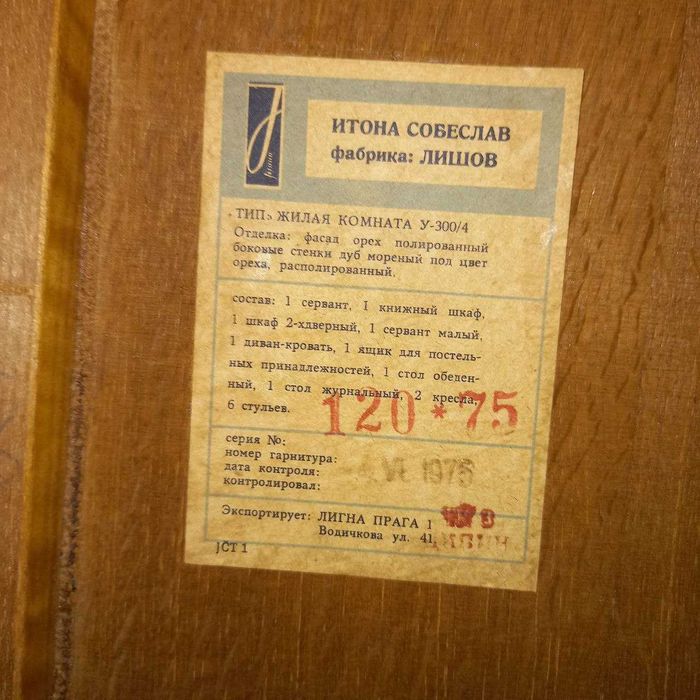 Jitona
ИТОНА СОБЕСЛАВ
фабрика: ЛИШОВ
„ТИП„ ЖИЛАЯ КОМНАТА У-300/4
Отделка: фасад орех полированный
боковые стенки дуб мореный под цвет
ореха, располированный.
состав: 1 сервант, I книжный шкаф,
1 шкаф 2-хдверный, 1 сервант малый,
1 диван-кровать, 1 ящик для постель-
ных принадлежностей, 1 стол обеден-
ный, 1 стол журнальный, 2 кресла,
6 стульев.
120 * 75
серия №:
номер гарнитура:
дата контроля:
VI 1976
контролировал:
Экспортирует: ЛИГНА ПРАГА 1
Водичкова ул. 41
JCT 1